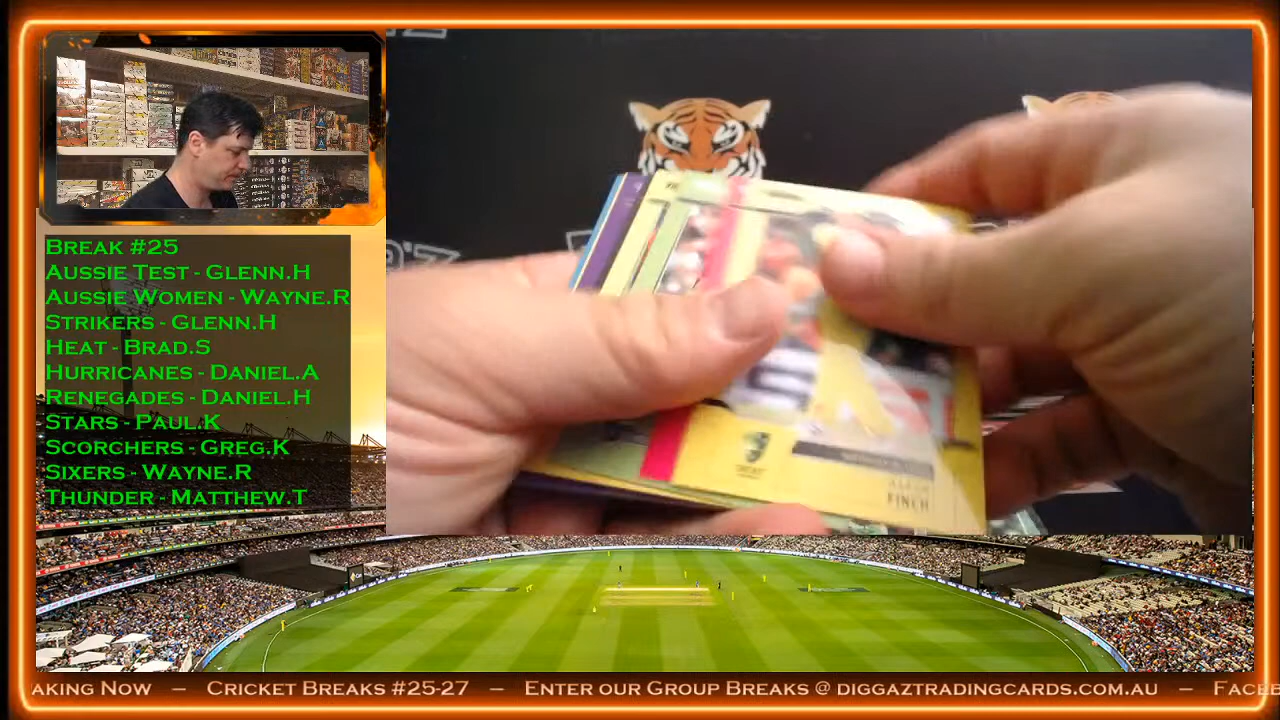 Break #25
Aussie Test - Glenn.H
Aussie Women - Wayne.R
Strikers - Glenn.H
Heat - Brad.S
Hurricanes - Daniel.A
Renegades - Daniel.H
Stars - Paul.K
Scorchers - Greg.K
Sixers - Wayne.R
Thunder - Matthew.T
FINCH
aking Now — Cricket Breaks #25-27 — Enter our Group Breaks @ diggaztradingcards.com.au — Faceb